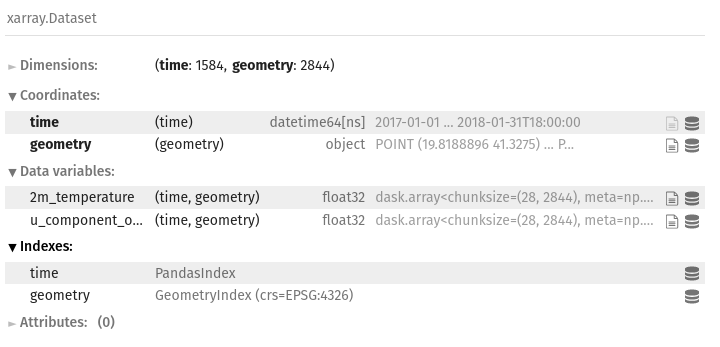 xarray.Dataset
► Dimensions: (time: 1584, geometry: 2844)
▼ Coordinates:
time (time) datetime64[ns] 2017-01-01 ... 2018-01-31T18:00:00
geometry (geometry) object POINT (19.8188896 41.3275) ... P...
▼ Data variables:
2m_temperature (time, geometry) float32 dask.array<chunksize=(28, 2844), meta=np....
u_component_o... (time, geometry) float32 dask.array<chunksize=(28, 2844), meta=np....
▼ Indexes:
time PandasIndex
geometry GeometryIndex (crs=EPSG:4326)
► Attributes: (0)